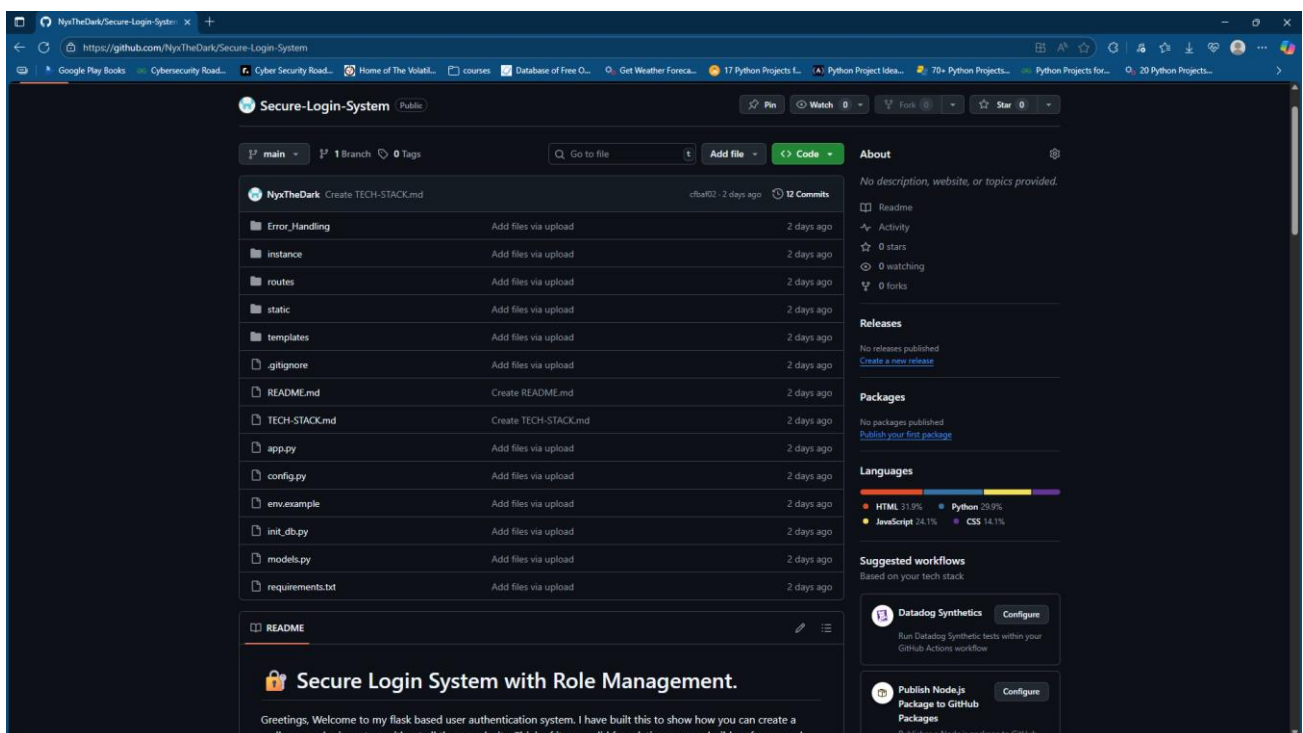 NyxTheDark/Secure-Login-System
https://github.com/NyxTheDark/Secure-Login-System
Google Play Books Cybersecurity Road... Cyber Security Road... Home of The Volatil... courses Database of Free O... Get Weather Foreca... 17 Python Projects f... Python Project Idea... 70+ Python Projects... Python Projects for... 20 Python Projects...
Secure-Login-System Public
Pin Watch 0 Fork 0 Star 0
main 1 Branch 0 Tags Go to file t Add file Code
NyxTheDark Create TECH-STACK.md cfbaf02 · 2 days ago 12 Commits
Error_Handling Add files via upload 2 days ago
instance Add files via upload 2 days ago
routes Add files via upload 2 days ago
static Add files via upload 2 days ago
templates Add files via upload 2 days ago
.gitignore Add files via upload 2 days ago
README.md Create README.md 2 days ago
TECH-STACK.md Create TECH-STACK.md 2 days ago
app.py Add files via upload 2 days ago
config.py Add files via upload 2 days ago
env.example Add files via upload 2 days ago
init_db.py Add files via upload 2 days ago
models.py Add files via upload 2 days ago
requirements.txt Add files via upload 2 days ago
README
Secure Login System with Role Management.
Greetings, Welcome to my flask based user authentication system. I have built this to show how you can create a
About
No description, website, or topics provided.
Readme
Activity
0 stars
0 watching
0 forks
Releases
No releases published
Create a new release
Packages
No packages published
Publish your first package
Languages
HTML 31.9% Python 29.9%
JavaScript 24.1% CSS 14.1%
Suggested workflows
Based on your tech stack
Datadog Synthetics Configure
Run Datadog Synthetic tests within your
GitHub Actions workflow
Publish Node.js Configure
Package to GitHub
Packages